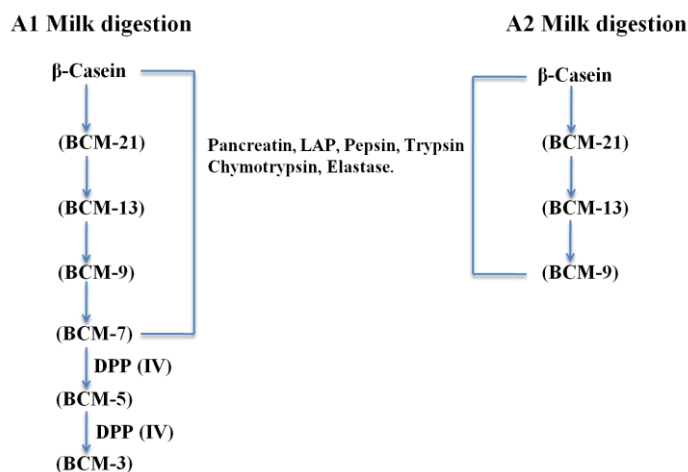 A1 Milk digestion
β-Casein
(BCM-21)
(BCM-13)
(BCM-9)
(BCM-7)
DPP (IV)
(BCM-5)
DPP (IV)
(BCM-3)
Pancreatin, LAP, Pepsin, Trypsin
Chymotrypsin, Elastase.
A2 Milk digestion
β-Casein
(BCM-21)
(BCM-13)
(BCM-9)